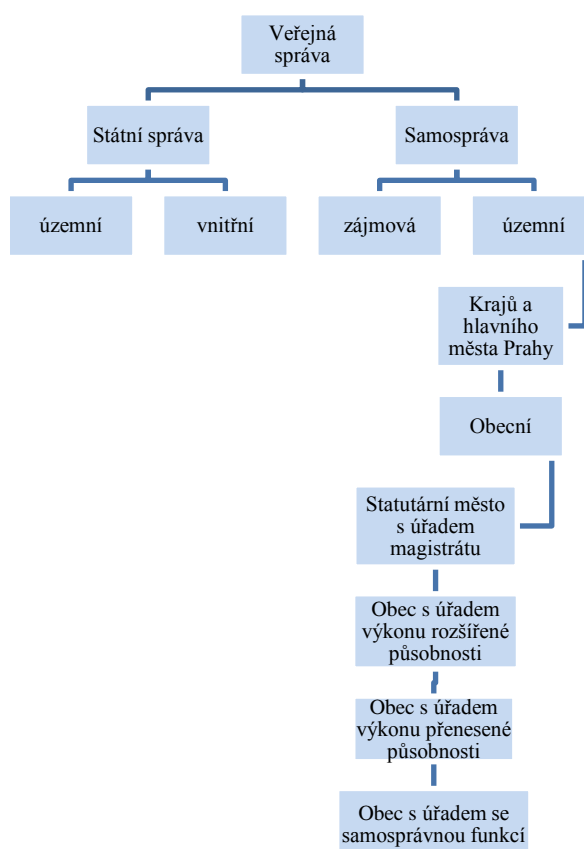 Veřejná
správa
Státní správa
Samospráva
územní
vnitřní
zájmová
územní
Krajů a
hlavního
města Prahy
Obecní
Statutární město
s úřadem
magistrátu
Obec s úřadem
výkonu rozšířené
působnosti
Obec s úřadem
výkonu přenesené
působnosti
Obec s úřadem se
samosprávnou funkcí